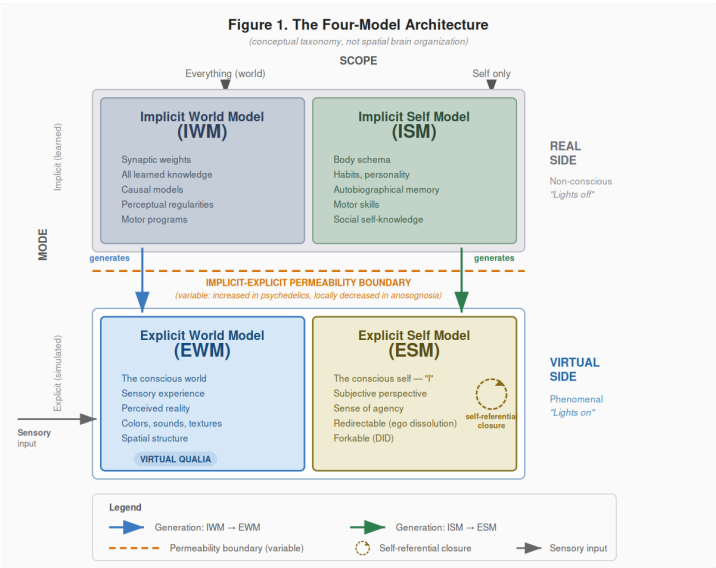 Figure 1. The Four-Model Architecture
(conceptual taxonomy, not spatial brain organization)
SCOPE
Everything (world)
Self only
MODE
Implicit (learned)
Implicit World Model
(IWM)
Synaptic weights
All learned knowledge
Causal models
Perceptual regularities
Motor programs
Implicit Self Model
(ISM)
Body schema
Habits, personality
Autobiographical memory
Motor skills
Social self-knowledge
REAL
SIDE
Non-conscious
"Lights off"
generates
generates
IMPLICIT-EXPLICIT PERMEABILITY BOUNDARY
(variable: increased in psychedelics, locally decreased in anosognosia)
Explicit (simulated)
Explicit World Model
(EWM)
The conscious world
Sensory experience
Perceived reality
Colors, sounds, textures
Spatial structure
VIRTUAL QUALIA
Explicit Self Model
(ESM)
The conscious self — "I"
Subjective perspective
Sense of agency
Redirectable (ego dissolution)
Forkable (DID)
self-referential
closure
VIRTUAL
SIDE
Phenomenal
"Lights on"
Sensory
input
Legend
Generation: IWM → EWM
Generation: ISM → ESM
Permeability boundary (variable)
Self-referential closure
Sensory input